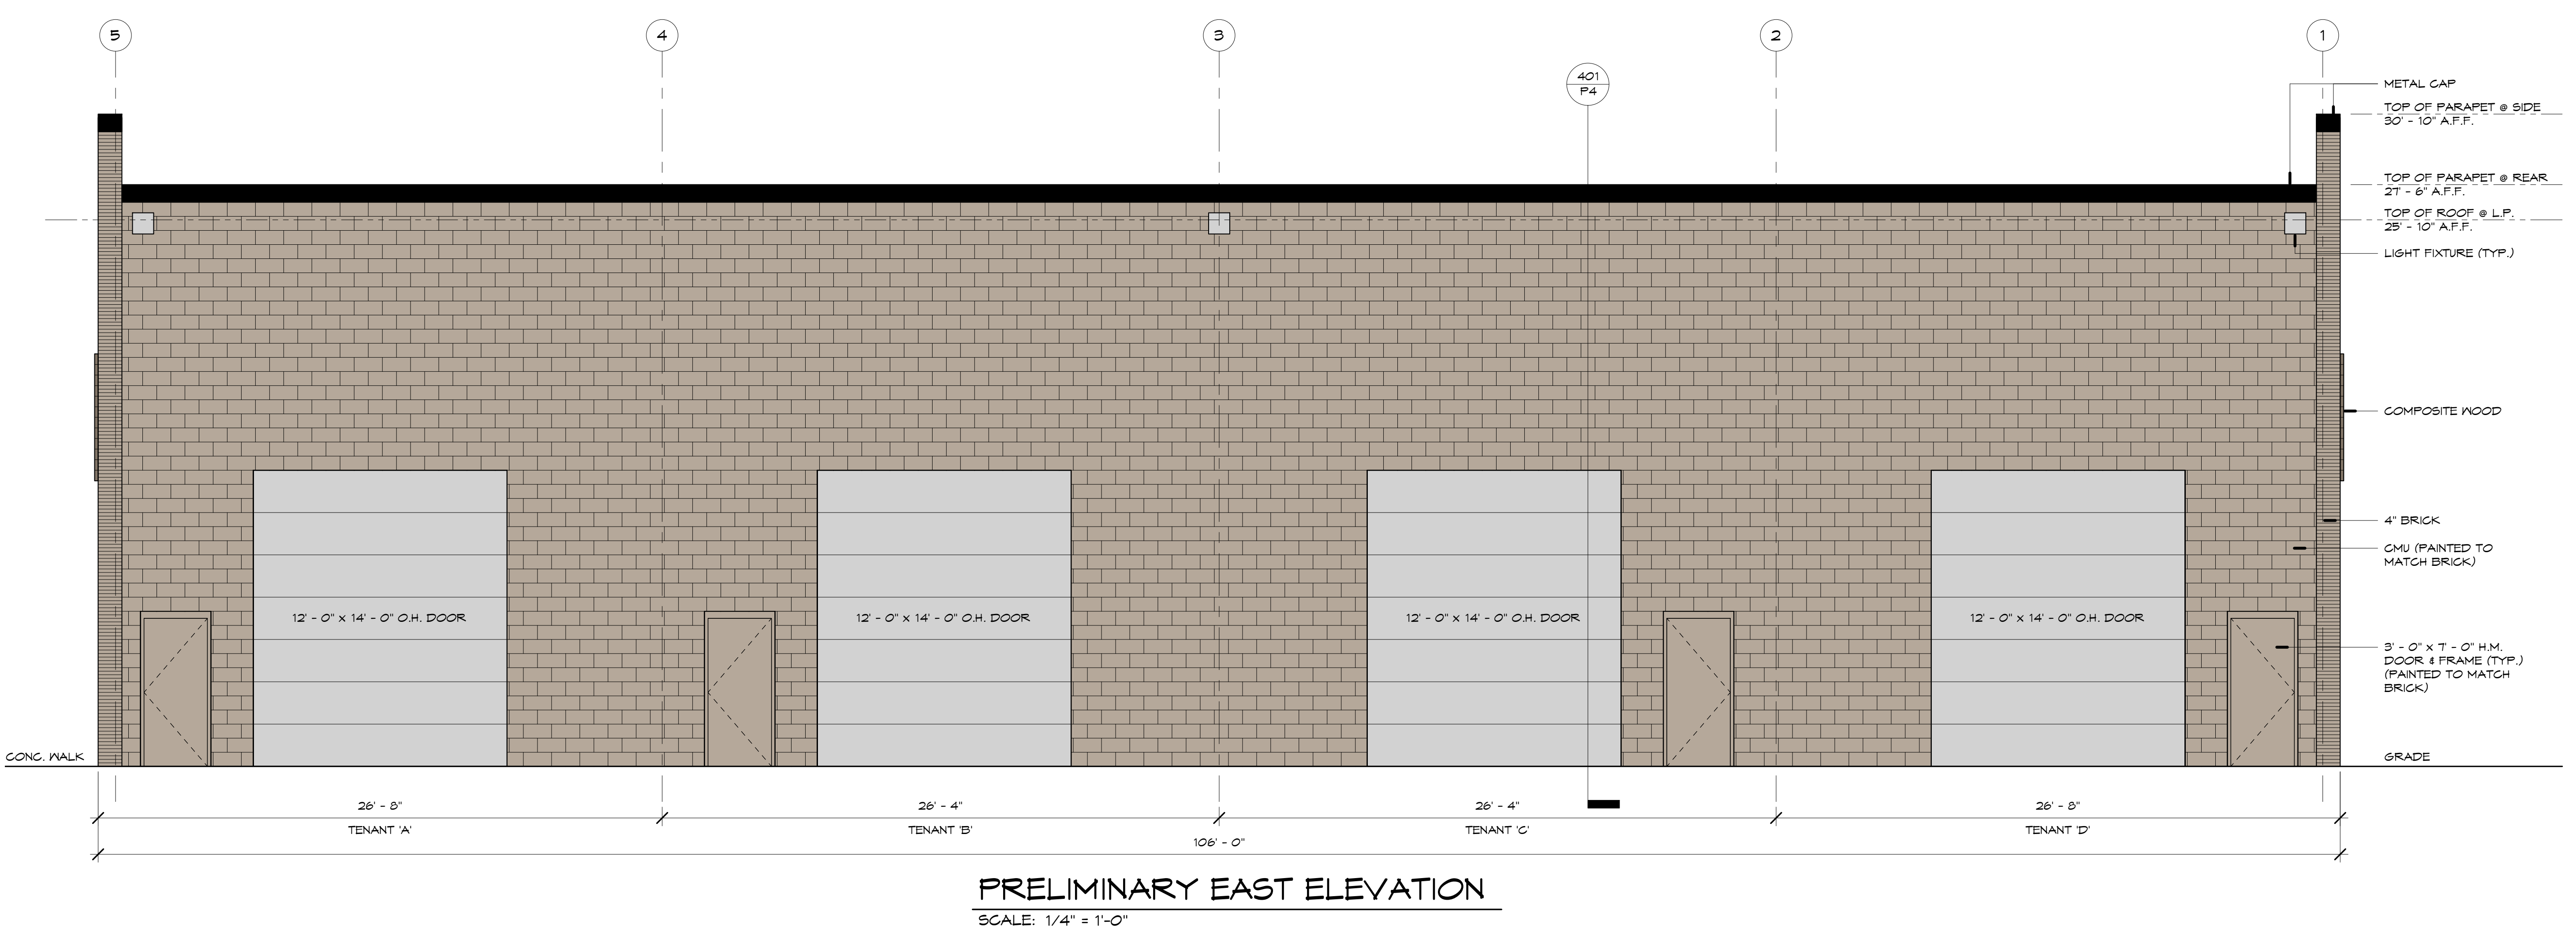 5
4
3
2
1
401
P4
METAL CAP
TOP OF PARAPET @ SIDE
30' - 10" A.F.F.
TOP OF PARAPET @ REAR
27' - 6" A.F.F.
TOP OF ROOF @ L.P.
25' - 10" A.F.F.
LIGHT FIXTURE (TYP.)
COMPOSITE WOOD
4" BRICK
CMU (PAINTED TO
MATCH BRICK)
12' - 0" x 14' - 0" O.H. DOOR
12' - 0" x 14' - 0" O.H. DOOR
12' - 0" x 14' - 0" O.H. DOOR
12' - 0" x 14' - 0" O.H. DOOR
3' - 0" x 7' - 0" H.M.
DOOR & FRAME (TYP.)
(PAINTED TO MATCH
BRICK)
CONC. WALK
GRADE
26' - 8"
26' - 4"
26' - 4"
26' - 8"
TENANT 'A'
TENANT 'B'
TENANT 'C'
TENANT 'D'
106' - 0"
PRELIMINARY EAST ELEVATION
SCALE: 1/4" = 1'-0"